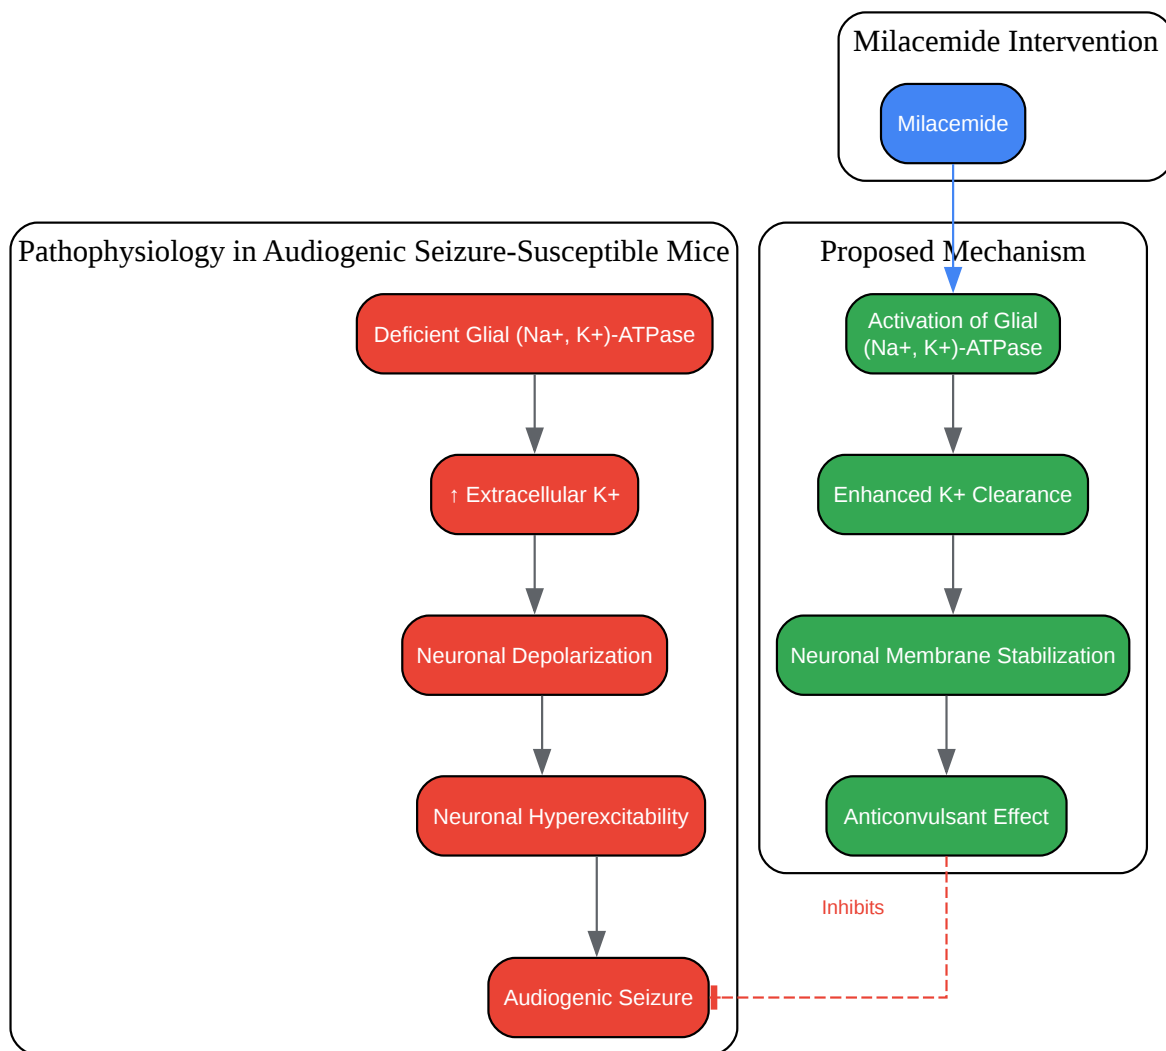 Milacemide Intervention
Milacemide
Pathophysiology in Audiogenic Seizure-Susceptible Mice
Deficient Glial (Na+, K+)-ATPase
↑ Extracellular K+
Neuronal Depolarization
Neuronal Hyperexcitability
Audiogenic Seizure
Proposed Mechanism
Activation of Glial
(Na+, K+)-ATPase
Enhanced K+ Clearance
Neuronal Membrane Stabilization
Anticonvulsant Effect
Inhibits